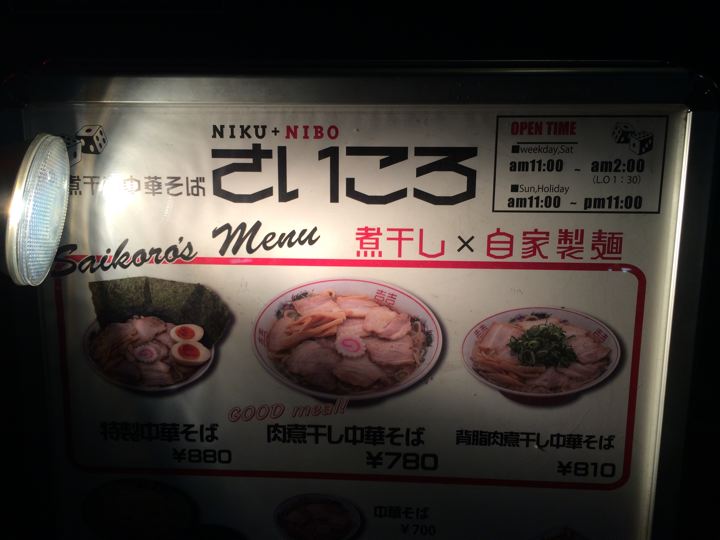 NIKU + NIBO
煮干し中華そば さいころ
OPEN TIME
■weekday,Sat
am11:00 ~ am2:00
(L.O 1:30)
■Sun,Holiday
am11:00 ~ pm11:00
Saikoro's Menu
煮干し×自家製麺
GOOD meal!
特製中華そば
¥880
肉煮干し中華そば
¥780
背脂肉煮干し中華そば
¥810
中華そば
¥700